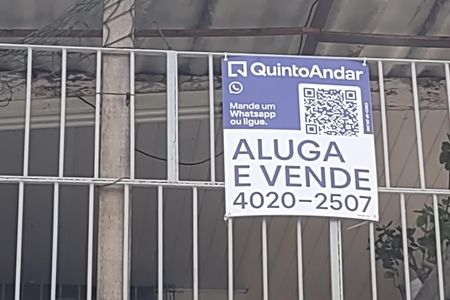 QuintoAndar
Mande um
Whatsapp
ou ligue.
ALUGA
E VENDE
4020-2507